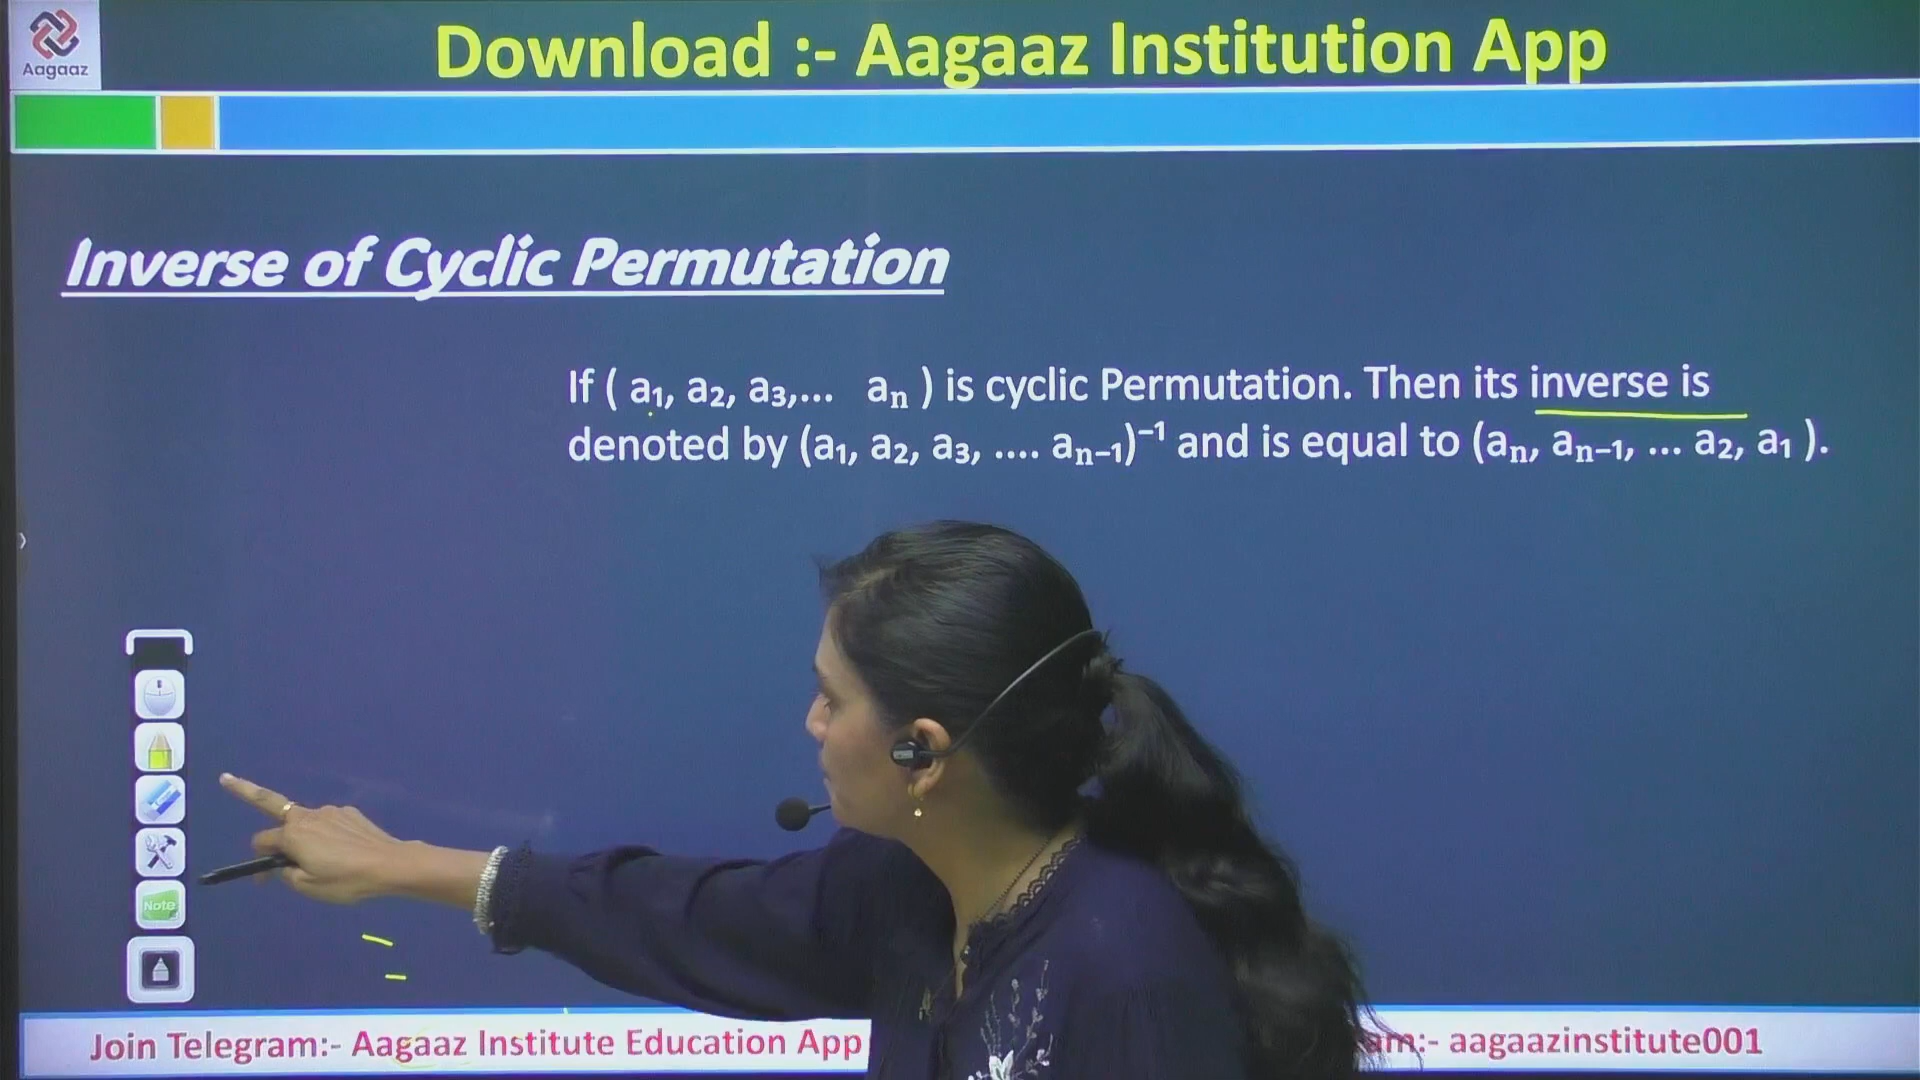 Aagaaz
Download :- Aagaaz Institution App
Inverse of Cyclic Permutation
If ( a₁, a₂, a₃,... aₙ ) is cyclic Permutation. Then its inverse is
denoted by (a₁, a₂, a₃, .... aₙ₋₁)⁻¹ and is equal to (aₙ, aₙ₋₁, ... a₂, a₁ ).
Note
Join Telegram:- Aagaaz Institute Education App
am:- aagaazinstitute001